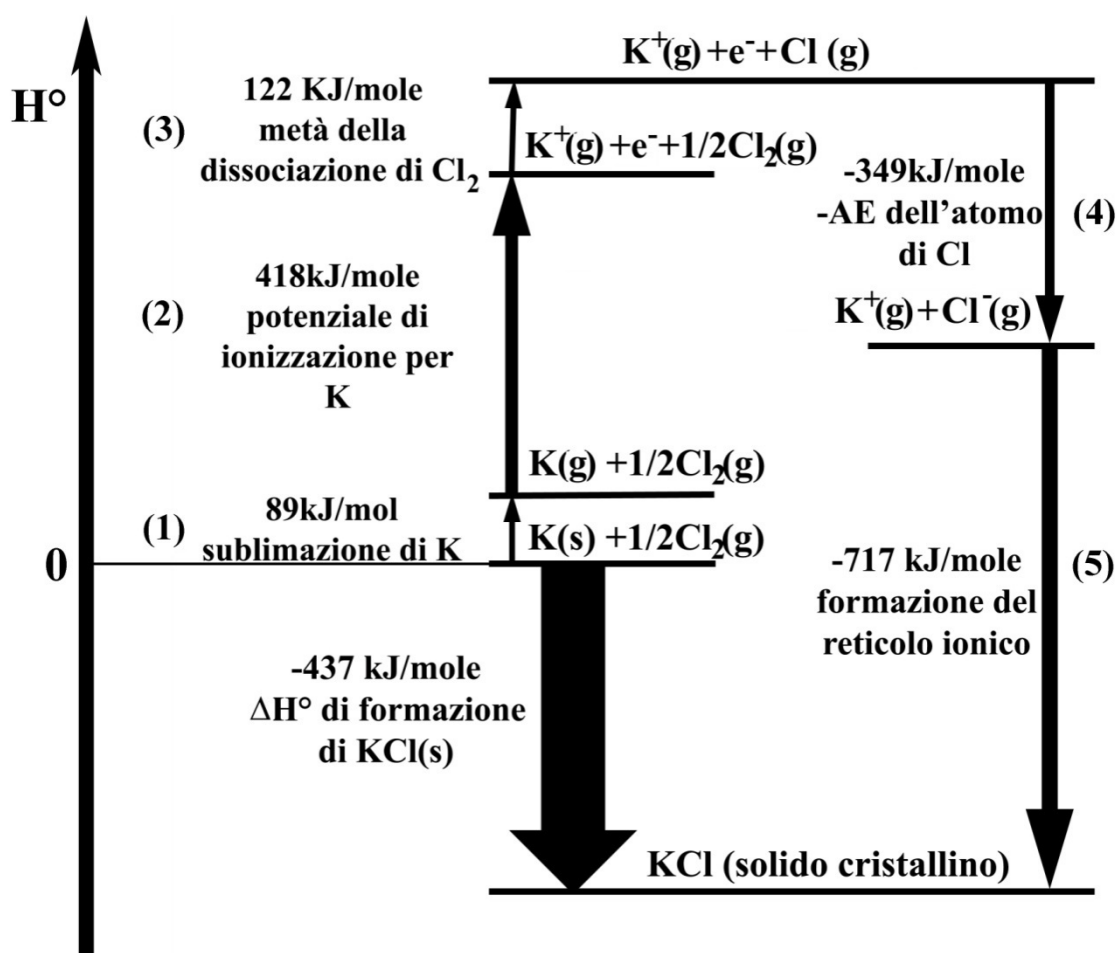 H°
0
K⁺(g)+e⁻+Cl (g)
(3)
122 KJ/mole
metà della
dissociazione di Cl₂
K⁺(g)+e⁻+1/2Cl₂(g)
-349kJ/mole
-AE dell'atomo
di Cl
(4)
(2)
418kJ/mole
potenziale di
ionizzazione per
K
K⁺(g)+Cl⁻(g)
K(g) +1/2Cl₂(g)
(1)
89kJ/mol
sublimazione di K
K(s) +1/2Cl₂(g)
-717 kJ/mole
formazione del
reticolo ionico
(5)
-437 kJ/mole
ΔH° di formazione
di KCl(s)
KCl (solido cristallino)